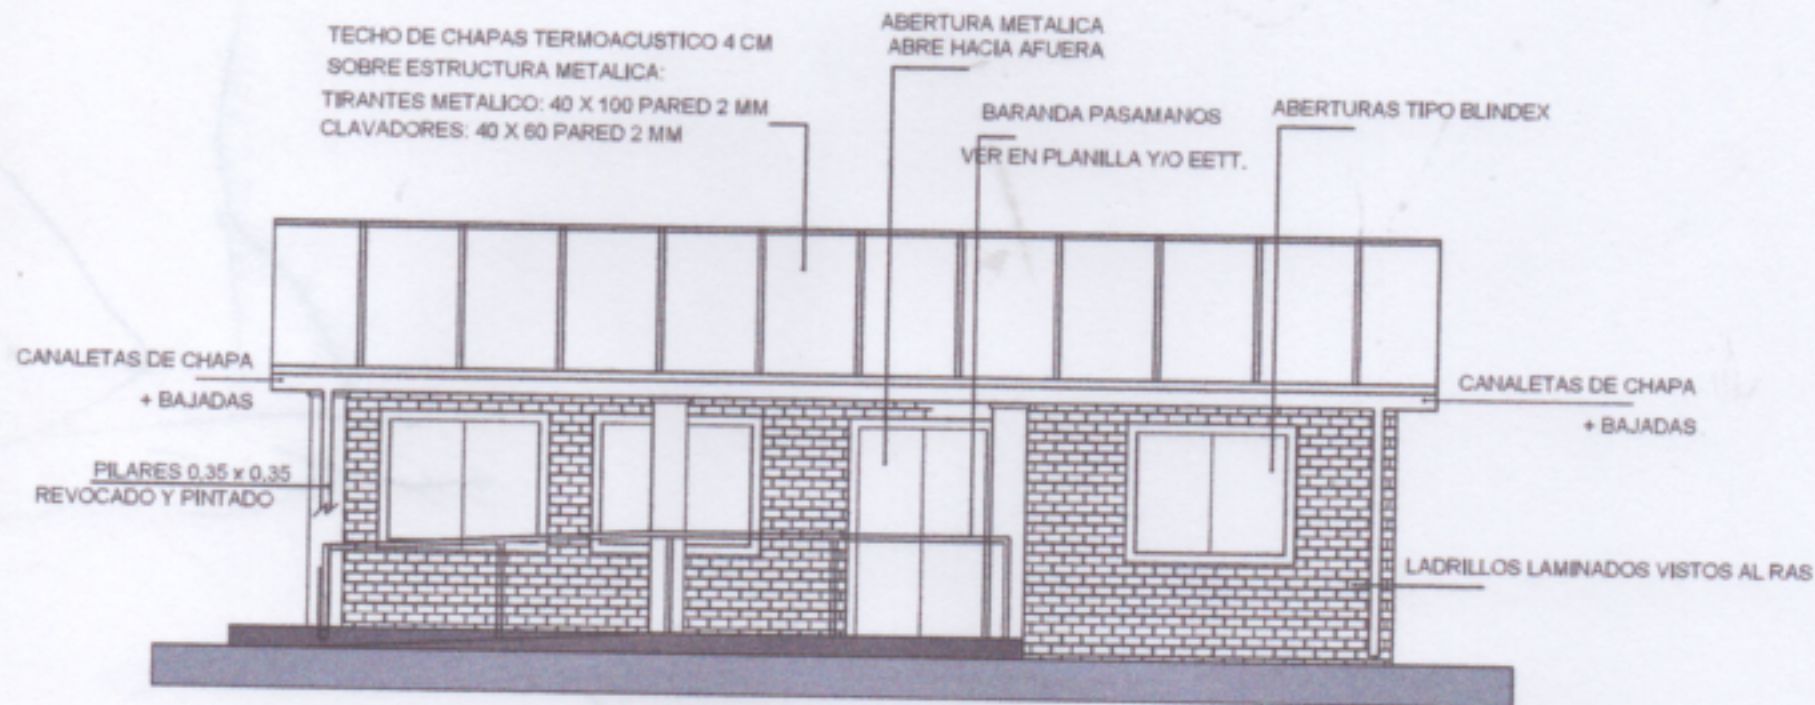 TECHO DE CHAPAS TERMOACUSTICO 4 CM
SOBRE ESTRUCTURA METALICA:
TIRANTES METALICO: 40 X 100 PARED 2 MM
CLAVADORES: 40 X 60 PARED 2 MM
ABERTURA METALICA
ABRE HACIA AFUERA
BARANDA PASAMANOS
VER EN PLANILLA Y/O EETT.
ABERTURAS TIPO BLINDEX
CANALETAS DE CHAPA
+ BAJADAS
CANALETAS DE CHAPA
+ BAJADAS
PILARES 0,35 x 0,35
REVOCADO Y PINTADO
LADRILLOS LAMINADOS VISTOS AL RAS